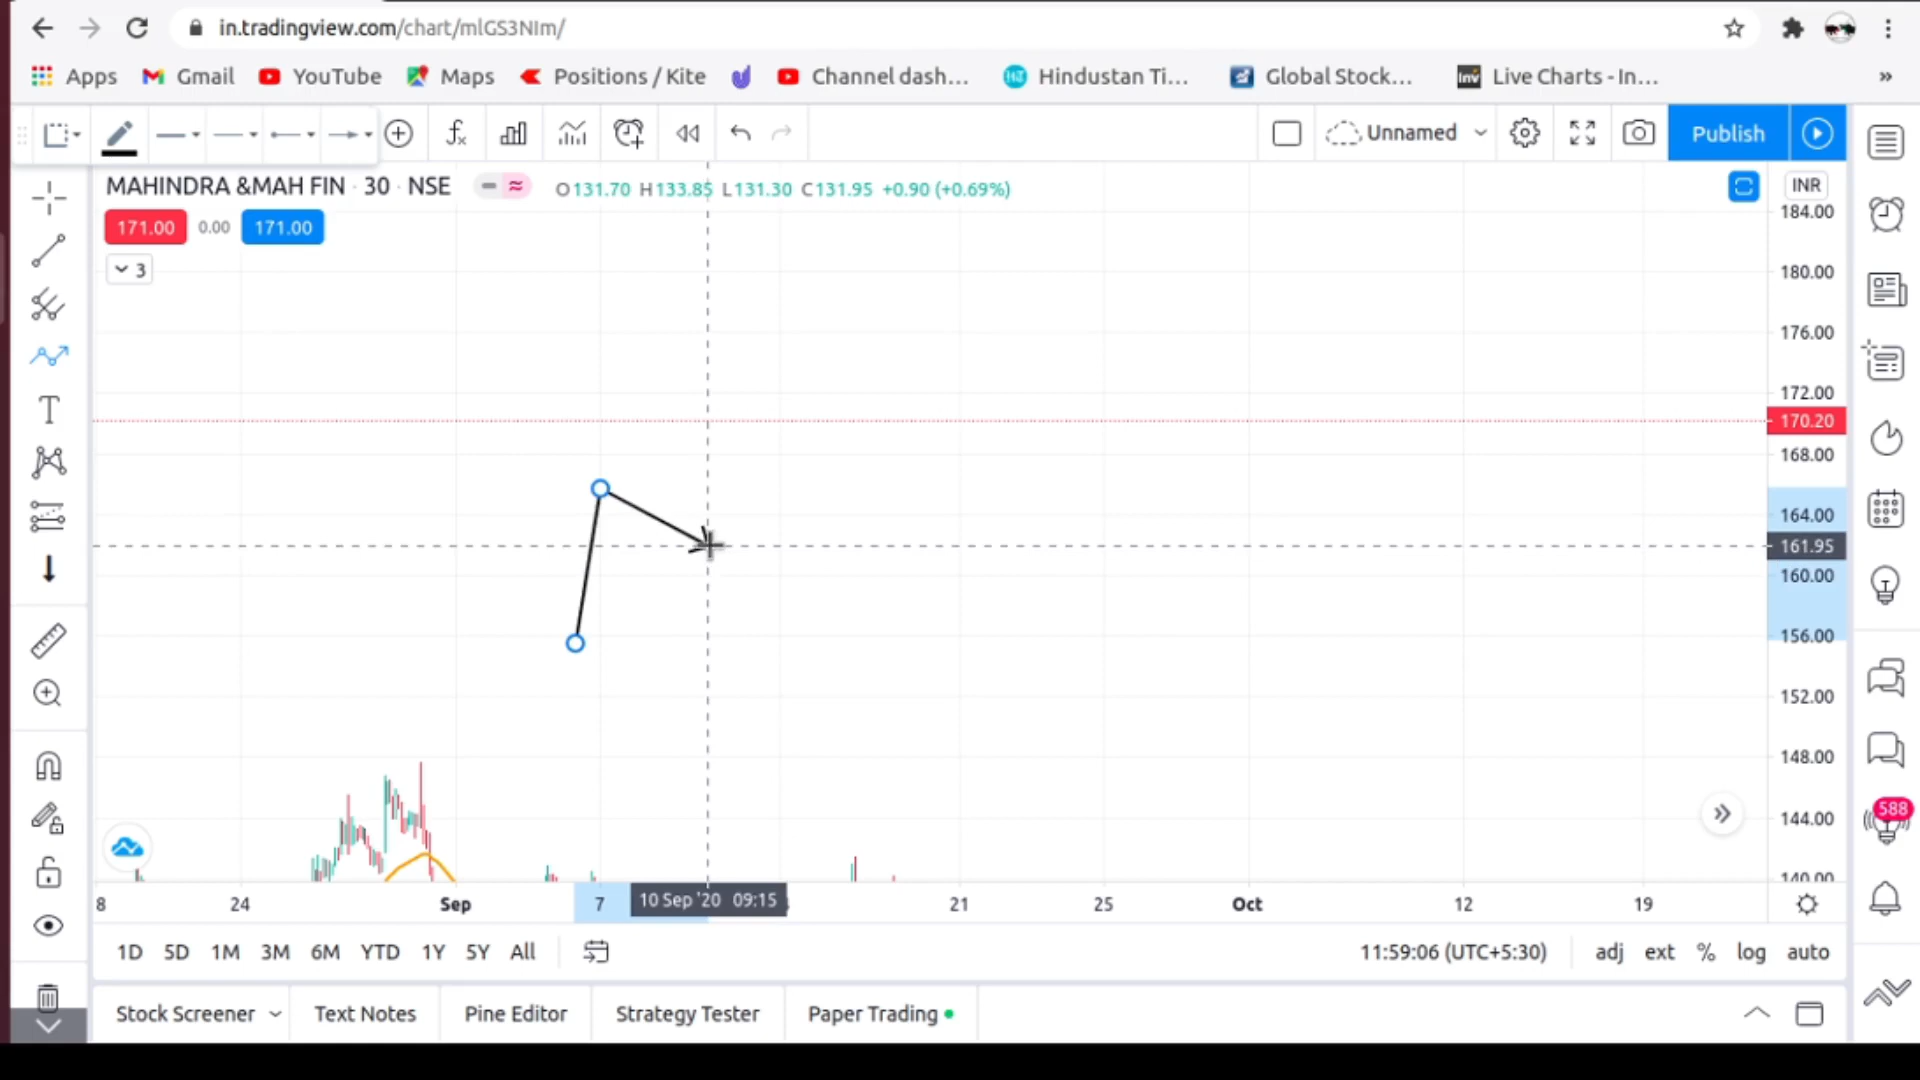 in.tradingview.com/chart/mlGS3NIm/
Apps Gmail YouTube Maps Positions / Kite Channel dash... Hindustan Ti... Global Stock... Live Charts - In... »
Unnamed Publish
MAHINDRA &MAH FIN · 30 · NSE O131.70 H133.85 L131.30 C131.95 +0.90 (+0.69%) INR
184.00
171.00 0.00 171.00
3
180.00
176.00
172.00
170.20
168.00
164.00
161.95
160.00
156.00
152.00
148.00
588
144.00
140.00
8 24 Sep 7 10 Sep '20 09:15 21 25 Oct 12 19
1D 5D 1M 3M 6M YTD 1Y 5Y All 11:59:06 (UTC+5:30) adj ext % log auto
Stock Screener Text Notes Pine Editor Strategy Tester Paper Trading